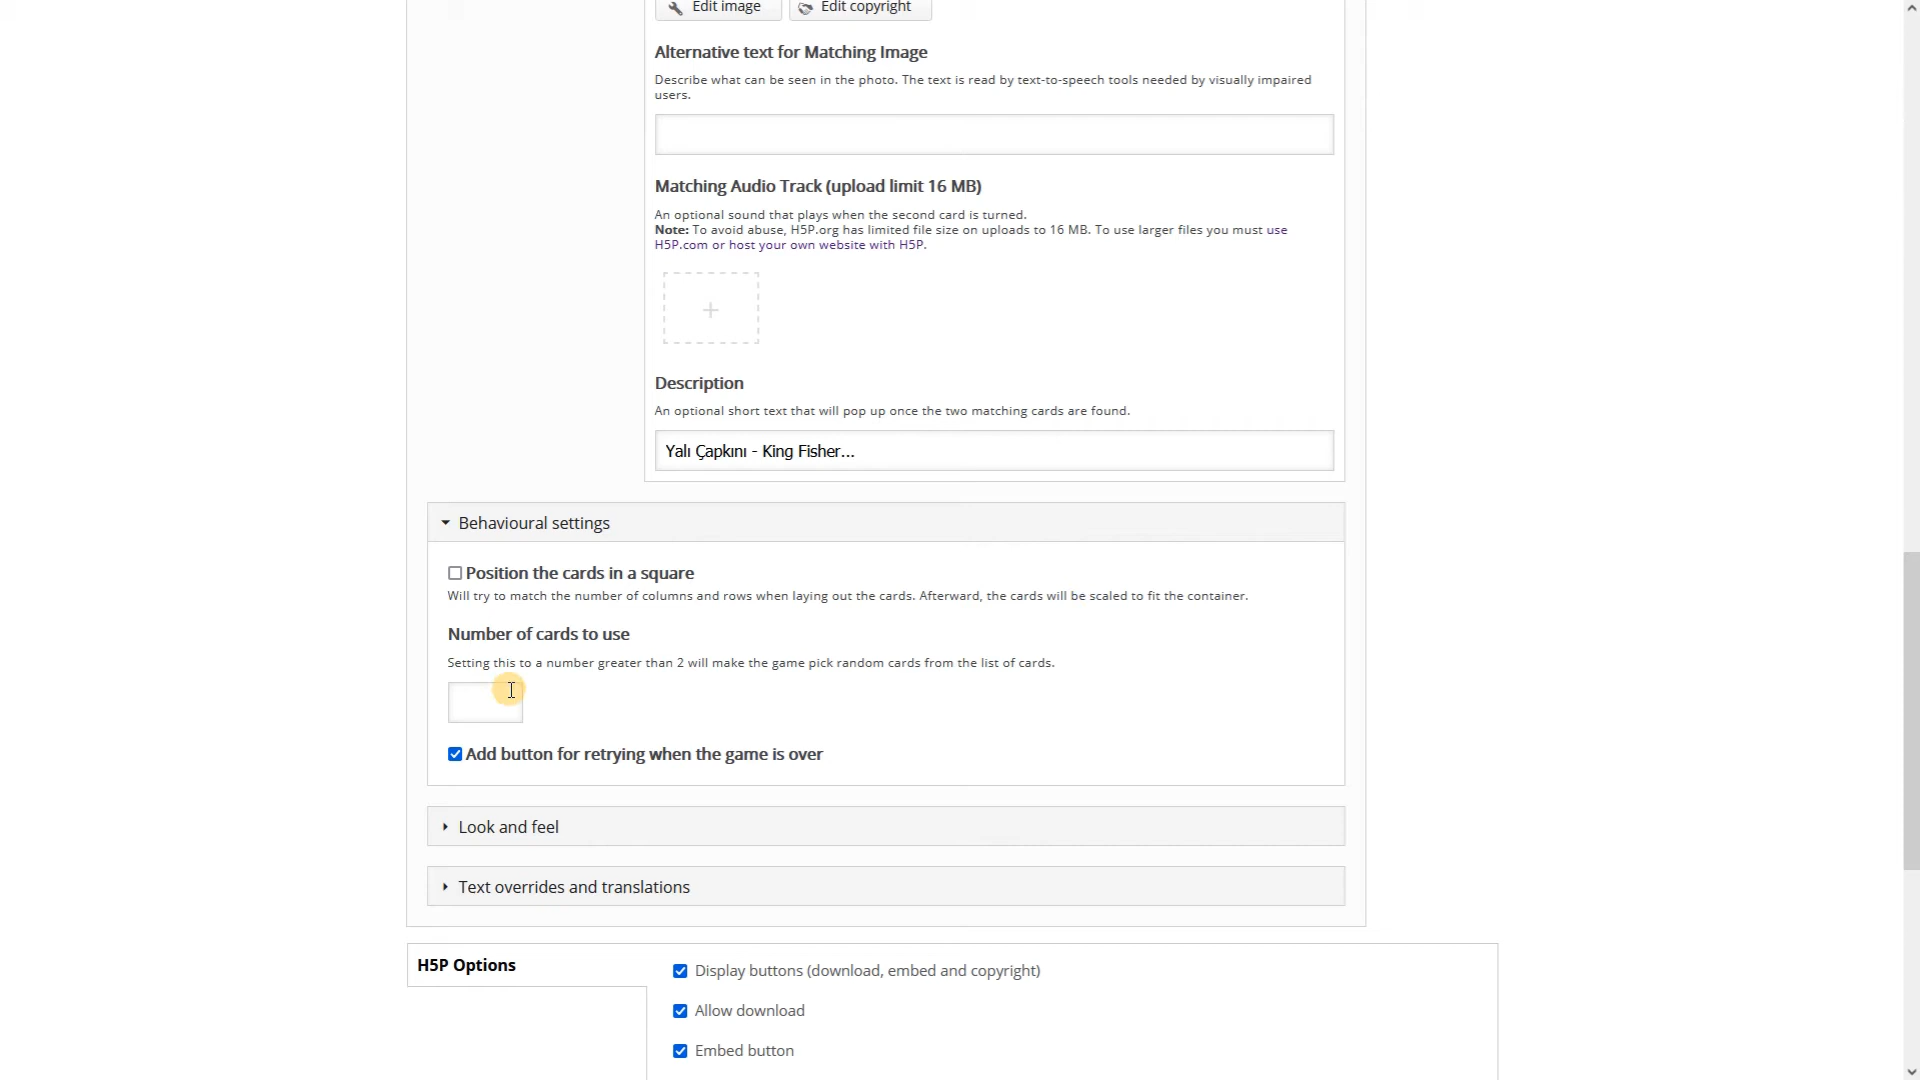 Edit image
Edit copyright
Alternative text for Matching Image
Describe what can be seen in the photo. The text is read by text-to-speech tools needed by visually impaired
users.
Matching Audio Track (upload limit 16 MB)
An optional sound that plays when the second card is turned.
Note: To avoid abuse, H5P.org has limited file size on uploads to 16 MB. To use larger files you must use
H5P.com or host your own website with H5P.
+
Description
An optional short text that will pop up once the two matching cards are found.
Yalı Çapkını - King Fisher...
Behavioural settings
Position the cards in a square
Will try to match the number of columns and rows when laying out the cards. Afterward, the cards will be scaled to fit the container.
Number of cards to use
Setting this to a number greater than 2 will make the game pick random cards from the list of cards.
Add button for retrying when the game is over
Look and feel
Text overrides and translations
H5P Options
Display buttons (download, embed and copyright)
Allow download
Embed button